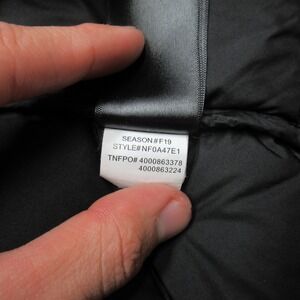 SEASON#F19
STYLE#NF0A47E1
TNFPO# 4000863378
4000863224